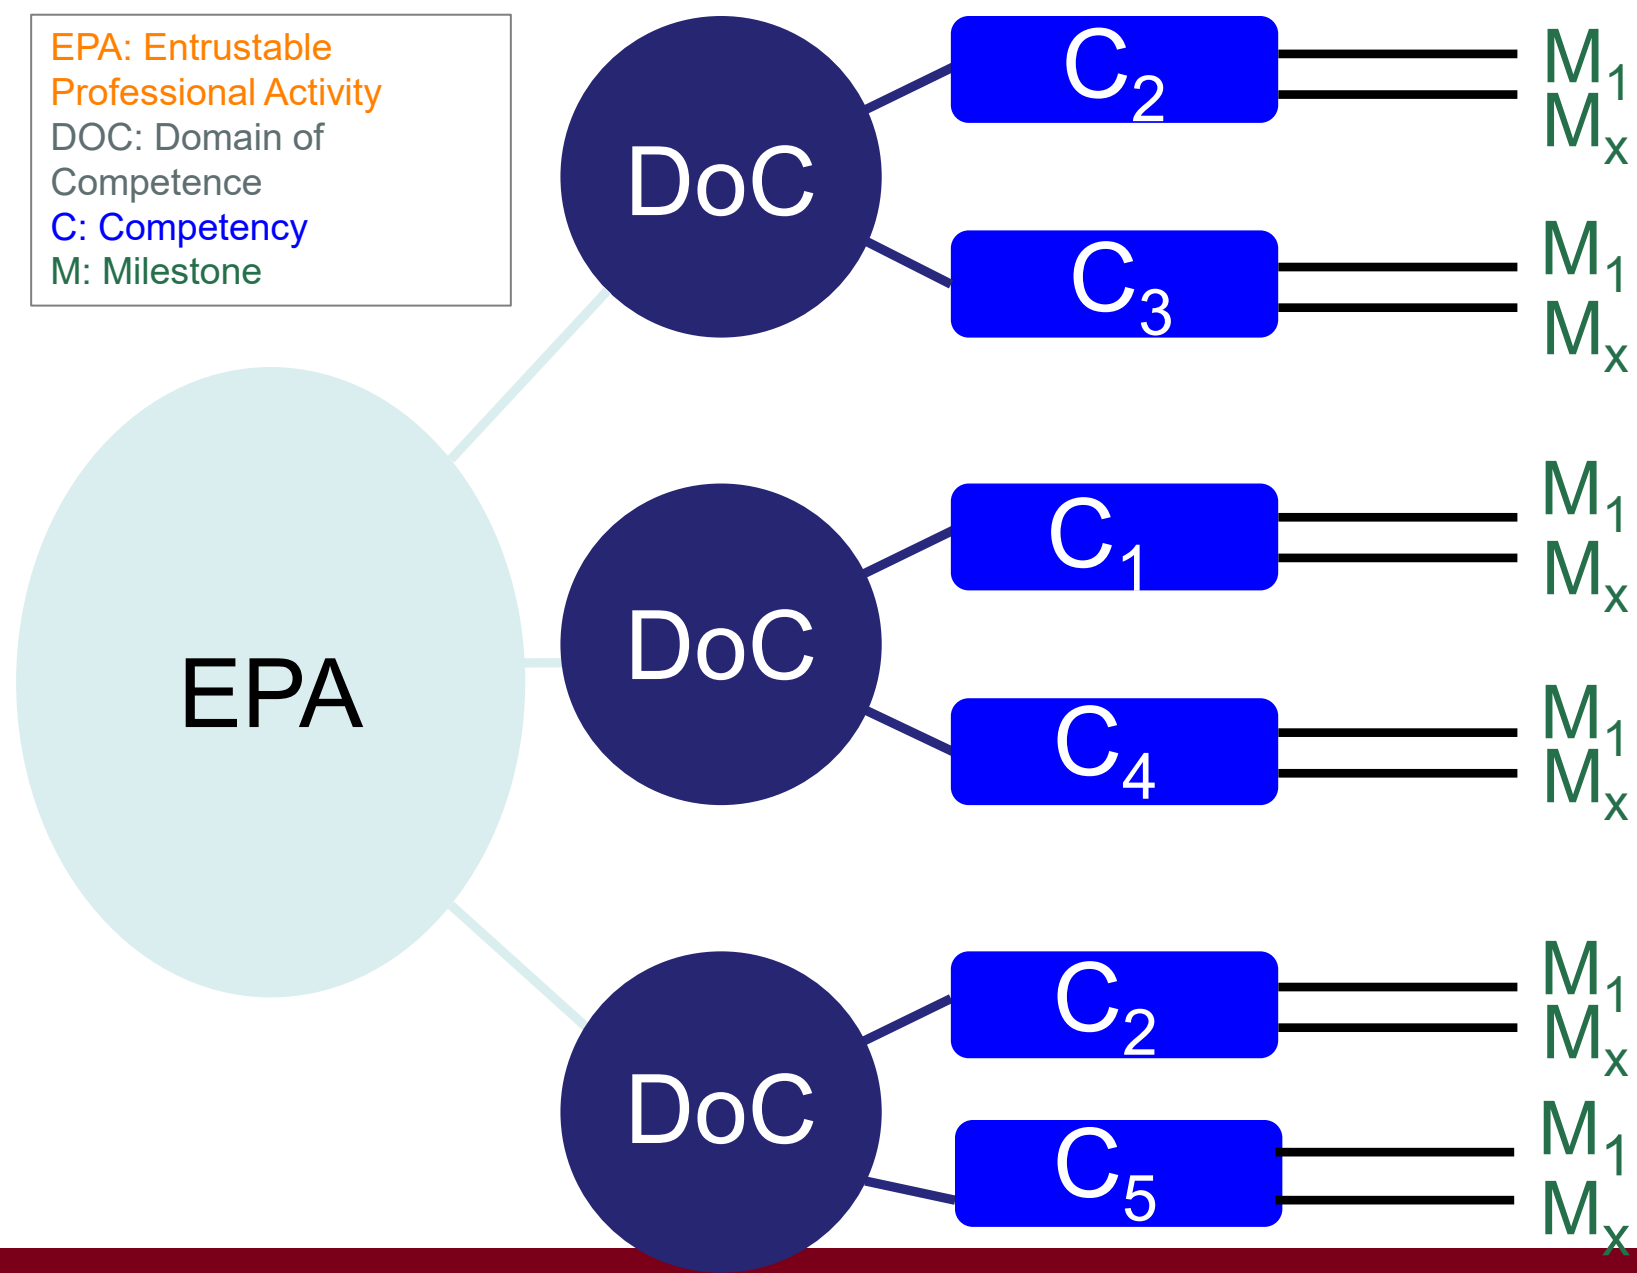 EPA: Entrustable
Professional Activity
DOC: Domain of
Competence
C: Competency
M: Milestone
EPA
DoC
C2
M1
Mx
C3
M1
Mx
DoC
C1
M1
Mx
C4
M1
Mx
DoC
C2
M1
Mx
C5
M1
Mx